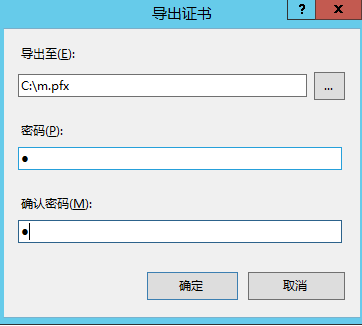 导出证书
? x
导出至(E):
C:\m.pfx
...
密码(P):
●
确认密码(M):
●
确定
取消